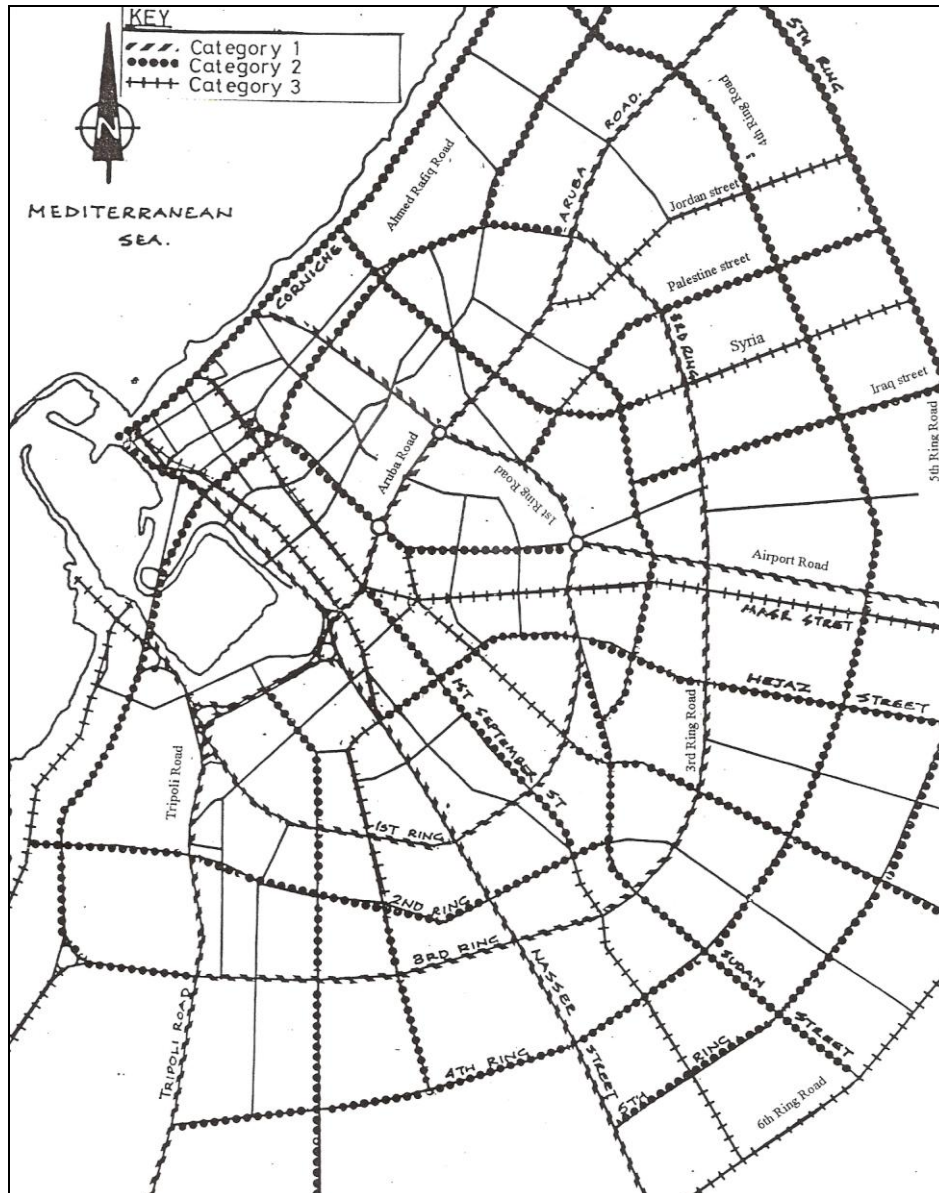 KEY
Category 1
Category 2
Category 3
N
MEDITERRANEAN
SEA.
5TH RING
ROAD.
4th Ring Road
Ahmed Rafiq Road
ARUBA
Jordan street
CORNICHE
Palestine street
3RD RING
Syria
Iraq street
5th Ring Road
Aruba Road
1st Ring Road
Airport Road
MASR STRET
HEJAZ STREET
1ST SEPTEMBER ST
3rd Ring Road
Tripoli Road
1ST RING
2ND RING
3RD RING
NASSER STREET
SUDAN STREET
TRIPOLI ROAD
4TH RING
5TH RING
6th Ring Road